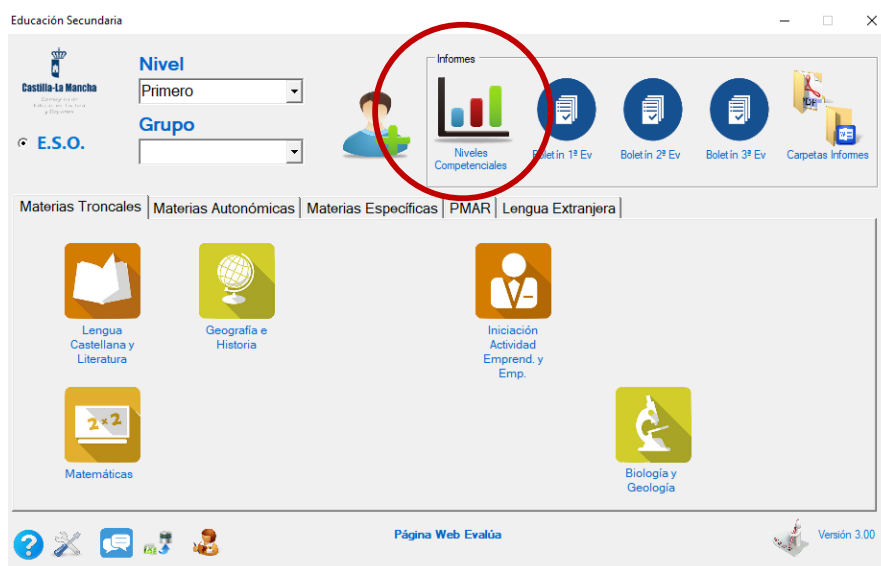 Educación Secundaria
Castilla-La Mancha
Nivel
Primero
Grupo
E.S.O.
Informes
Niveles
Competenciales
Boletín 1ª Ev
Boletín 2ª Ev
Boletín 3ª Ev
Carpetas Informes
Materias Troncales
Materias Autonómicas
Materias Específicas
PMAR
Lengua Extranjera
Lengua
Castellana y
Literatura
Geografía e
Historia
Iniciación
Actividad
Emprend. y
Emp.
2×2
Matemáticas
Biología y
Geología
Página Web Evalúa
Versión 3.00